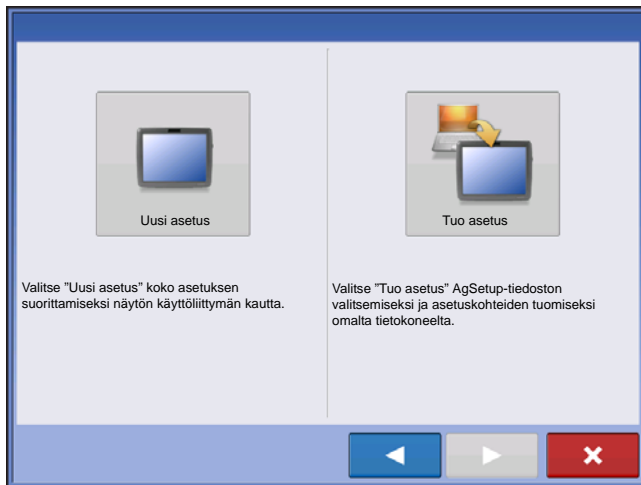 Uusi asetus
Tuo asetus
Valitse ”Uusi asetus” koko asetuksen
suorittamiseksi näytön käyttöliittymän kautta.
Valitse ”Tuo asetus” AgSetup-tiedoston
valitsemiseksi ja asetuskohteiden tuomiseksi
omalta tietokoneelta.